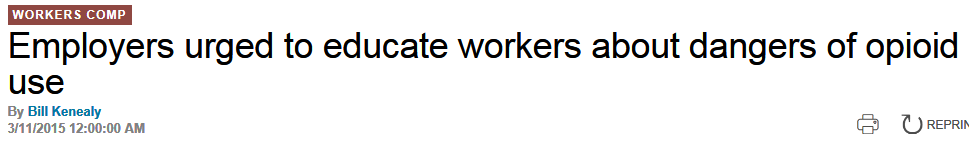 WORKERS COMP
Employers urged to educate workers about dangers of opioid
use
By Bill Kenealy
3/11/2015 12:00:00 AM
REPRIN